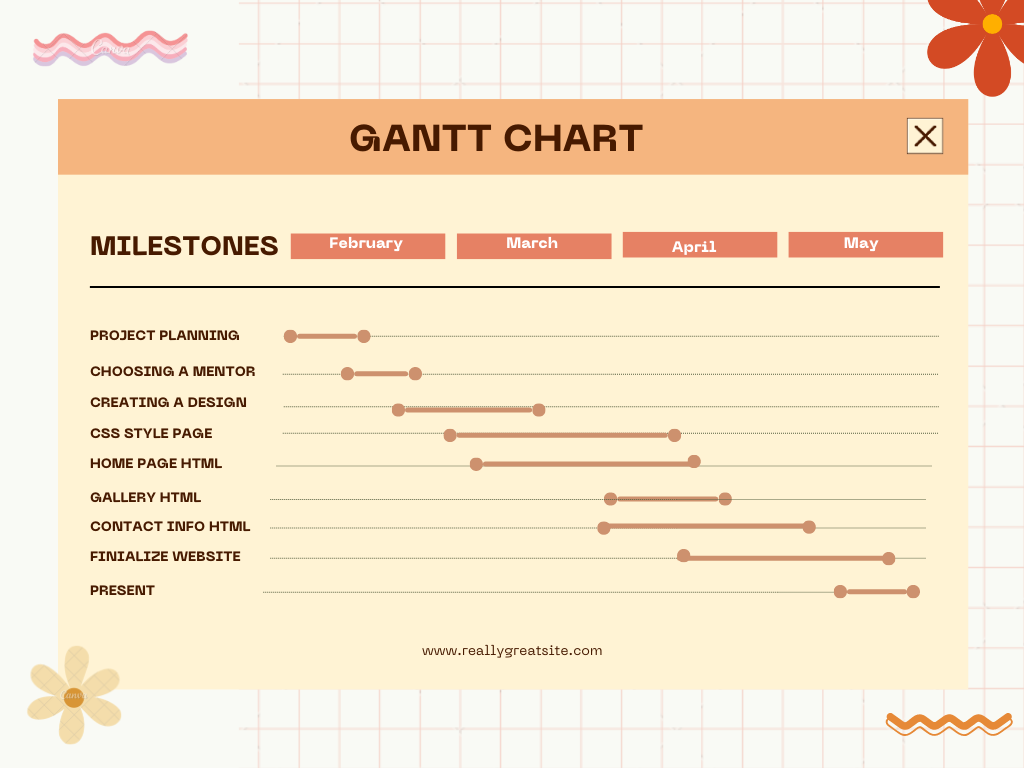 Canva
GANTT CHART
MILESTONES February March April May
PROJECT PLANNING
CHOOSING A MENTOR
CREATING A DESIGN
CSS STYLE PAGE
HOME PAGE HTML
GALLERY HTML
CONTACT INFO HTML
FINIALIZE WEBSITE
PRESENT
www.reallygreatsite.com